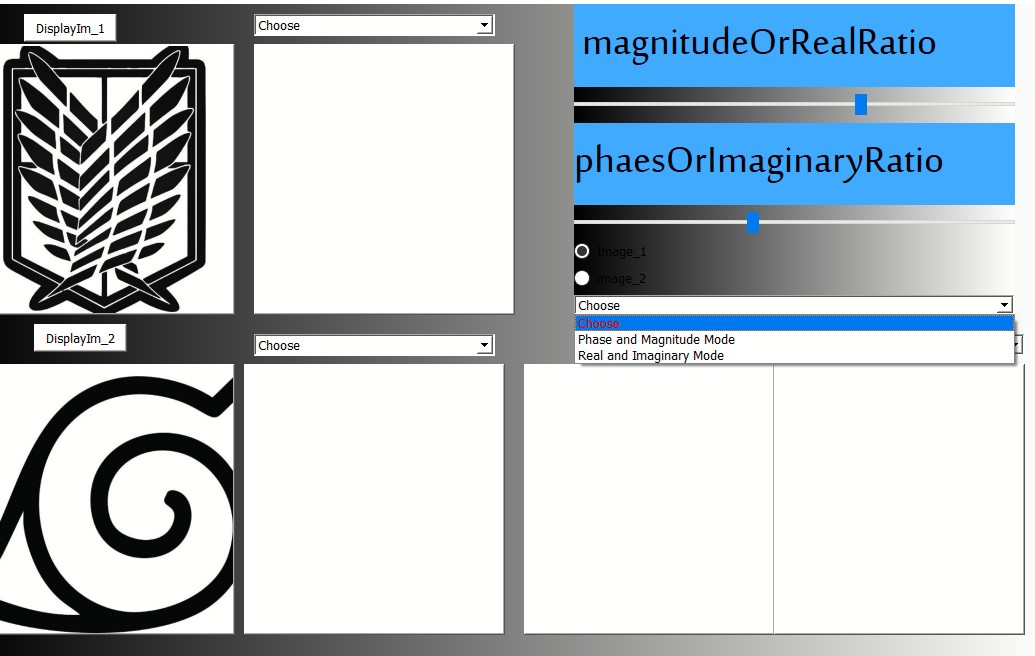 DisplayIm_1
Choose
magnitudeOrRealRatio
phaesOrImaginaryRatio
Image_1
Image_2
Choose
Choose
Phase and Magnitude Mode
Real and Imaginary Mode
DisplayIm_2
Choose